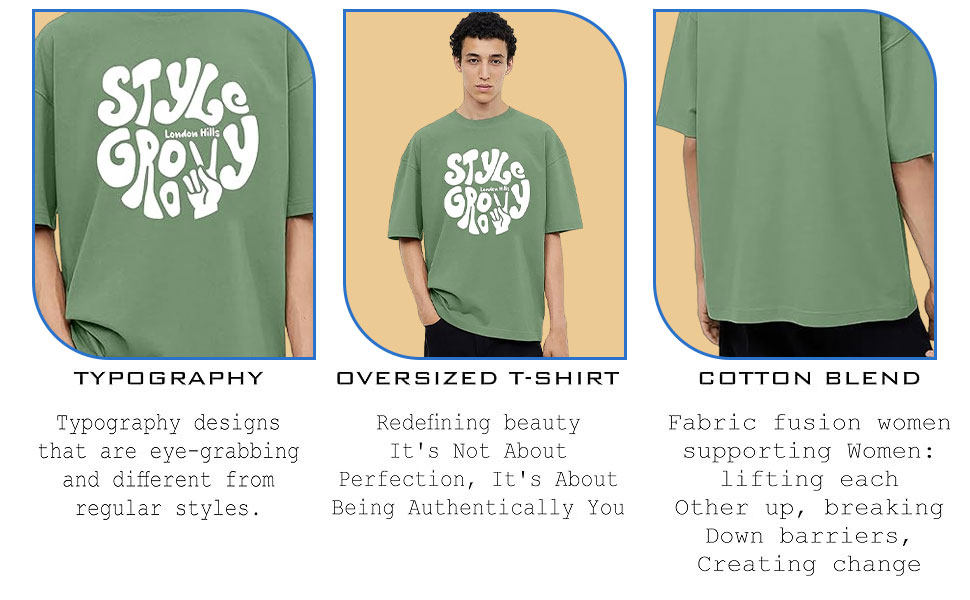 STYLE
London Hills
GROOVY
STYLE
London Hills
GROOVY
TYPOGRAPHY
Typography designs
that are eye-grabbing
and different from
regular styles.
OVERSIZED T-SHIRT
Redefining beauty
It's Not About
Perfection, It's About
Being Authentically You
COTTON BLEND
Fabric fusion women
supporting Women:
lifting each
Other up, breaking
Down barriers,
Creating change